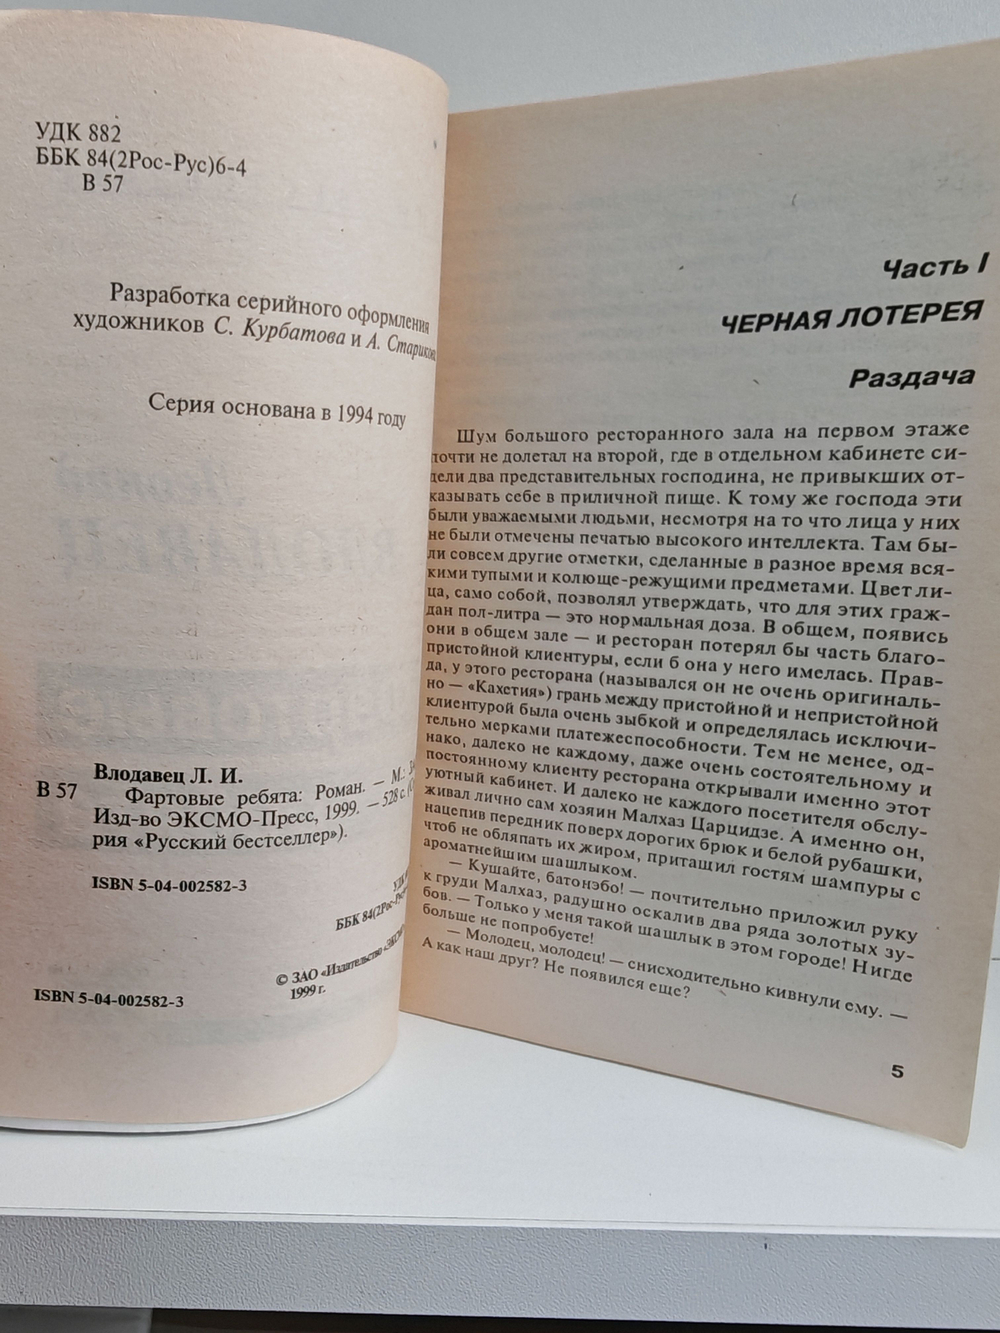 УДК 882
ББК 84(2Рос-Рус)6-4
В 57
Разработка серийного оформления
художников С. Курбатова и А. Старикова
Серия основана в 1994 году
Влодавец Л. И.
В 57 Фартовые ребята: Роман. — М.:
Изд-во ЭКСМО-Пресс, 1999. — 528 с.
рия «Русский бестселлер»).
ISBN 5-04-002582-3
УДК
ББК 84(2Рос-Рус)
© ЗАО «Издательство «ЭКСМ
1999 г.
ISBN 5-04-002582-3
Часть I
ЧЕРНАЯ ЛОТЕРЕЯ
Раздача
Шум большого ресторанного зала на первом этаже
почти не долетал на второй, где в отдельном кабинете си-
дели два представительных господина, не привыкших от-
казывать себе в приличной пище. К тому же господа эти
были уважаемыми людьми, несмотря на то что лица у них
не были отмечены печатью высокого интеллекта. Там бы-
ли совсем другие отметки, сделанные в разное время вся-
кими тупыми и колюще-режущими предметами. Цвет ли-
ца, само собой, позволял утверждать, что для этих граж-
дан пол-литра — это нормальная доза. В общем, появись
они в общем зале — и ресторан потерял бы часть благо-
пристойной клиентуры, если б она у него имелась. Прав-
да, у этого ресторана (назывался он не очень оригиналь-
но — «Кахетия») грань между пристойной и непристойной
клиентурой была очень зыбкой и определялась исключи-
тельно мерками платежеспособности. Тем не менее, од-
нако, далеко не каждому, даже очень состоятельному и
постоянному клиенту ресторана открывали именно этот
уютный кабинет. И далеко не каждого посетителя обслу-
живал лично сам хозяин Малхаз Царцидзе. А именно он,
нацепив передник поверх дорогих брюк и белой рубашки,
чтоб не обляпать их жиром, притащил гостям шампуры с
ароматнейшим шашлыком.
— Кушайте, батонэбо! — почтительно приложил руку
к груди Малхаз, радушно оскалив два ряда золотых зу-
бов. — Только у меня такой шашлык в этом городе! Нигде
больше не попробуете!
— Молодец, молодец! — снисходительно кивнули ему. —
А как наш друг? Не появился еще?
5